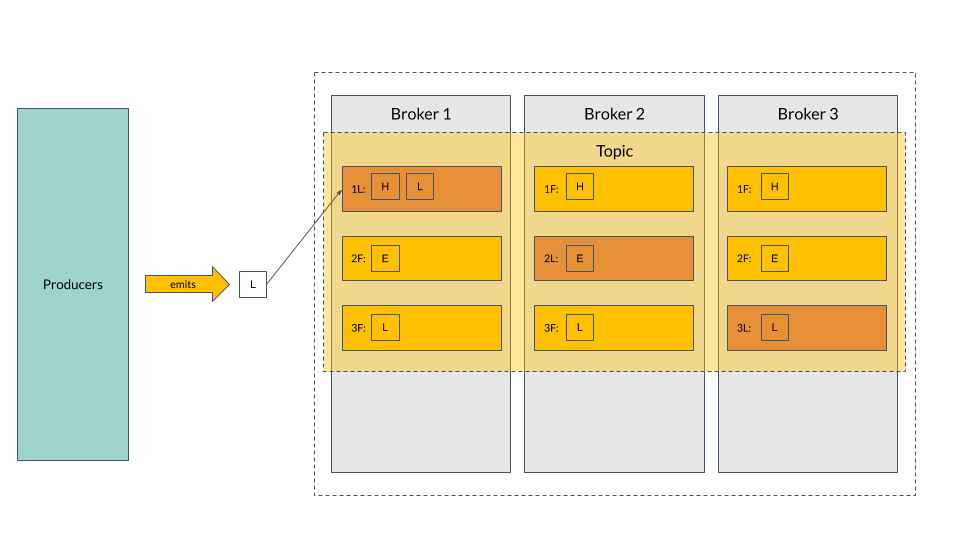 Broker 1
Broker 2
Broker 3
Topic
1L: H L
1F: H
1F: H
2F: E
2L: E
2F: E
Producers
emits
L
3F: L
3F: L
3L: L